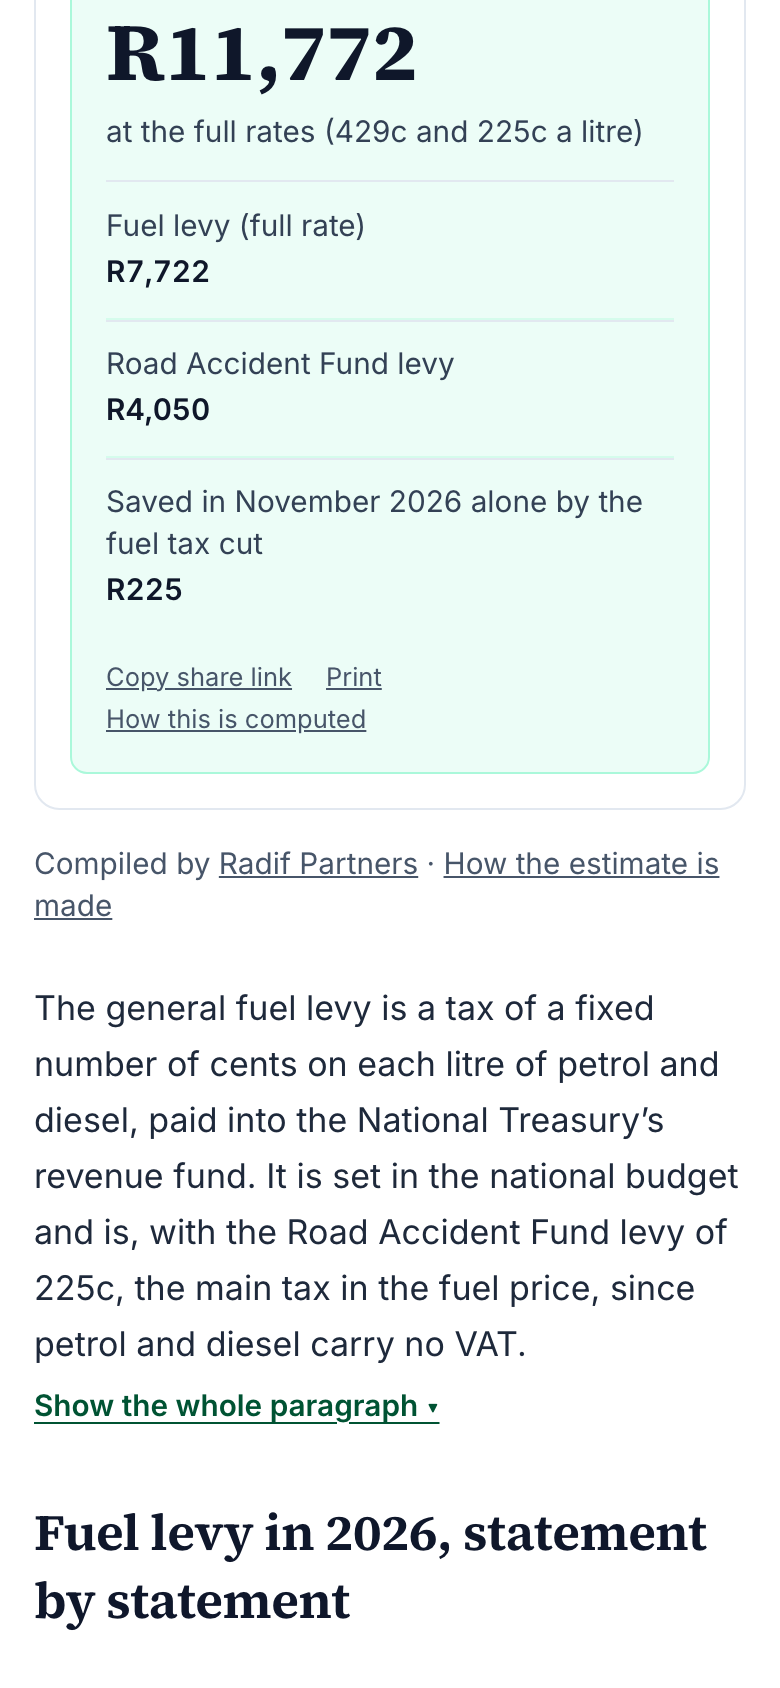 R11,772
at the full rates (429c and 225c a litre)
Fuel levy (full rate)
R7,722
Road Accident Fund levy
R4,050
Saved in November 2026 alone by the
fuel tax cut
R225
Copy share link Print
How this is computed
Compiled by Radif Partners · How the estimate is
made
The general fuel levy is a tax of a fixed
number of cents on each litre of petrol and
diesel, paid into the National Treasury’s
revenue fund. It is set in the national budget
and is, with the Road Accident Fund levy of
225c, the main tax in the fuel price, since
petrol and diesel carry no VAT.
Show the whole paragraph ▾
Fuel levy in 2026, statement
by statement